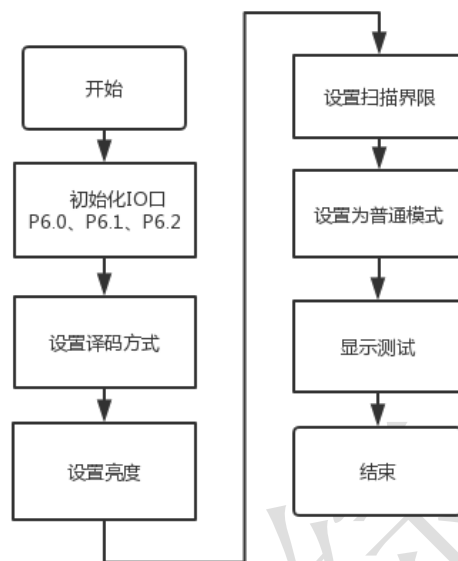 开始
初始化IO口
P6.0、P6.1、P6.2
设置译码方式
设置亮度
设置扫描界限
设置为普通模式
显示测试
结束